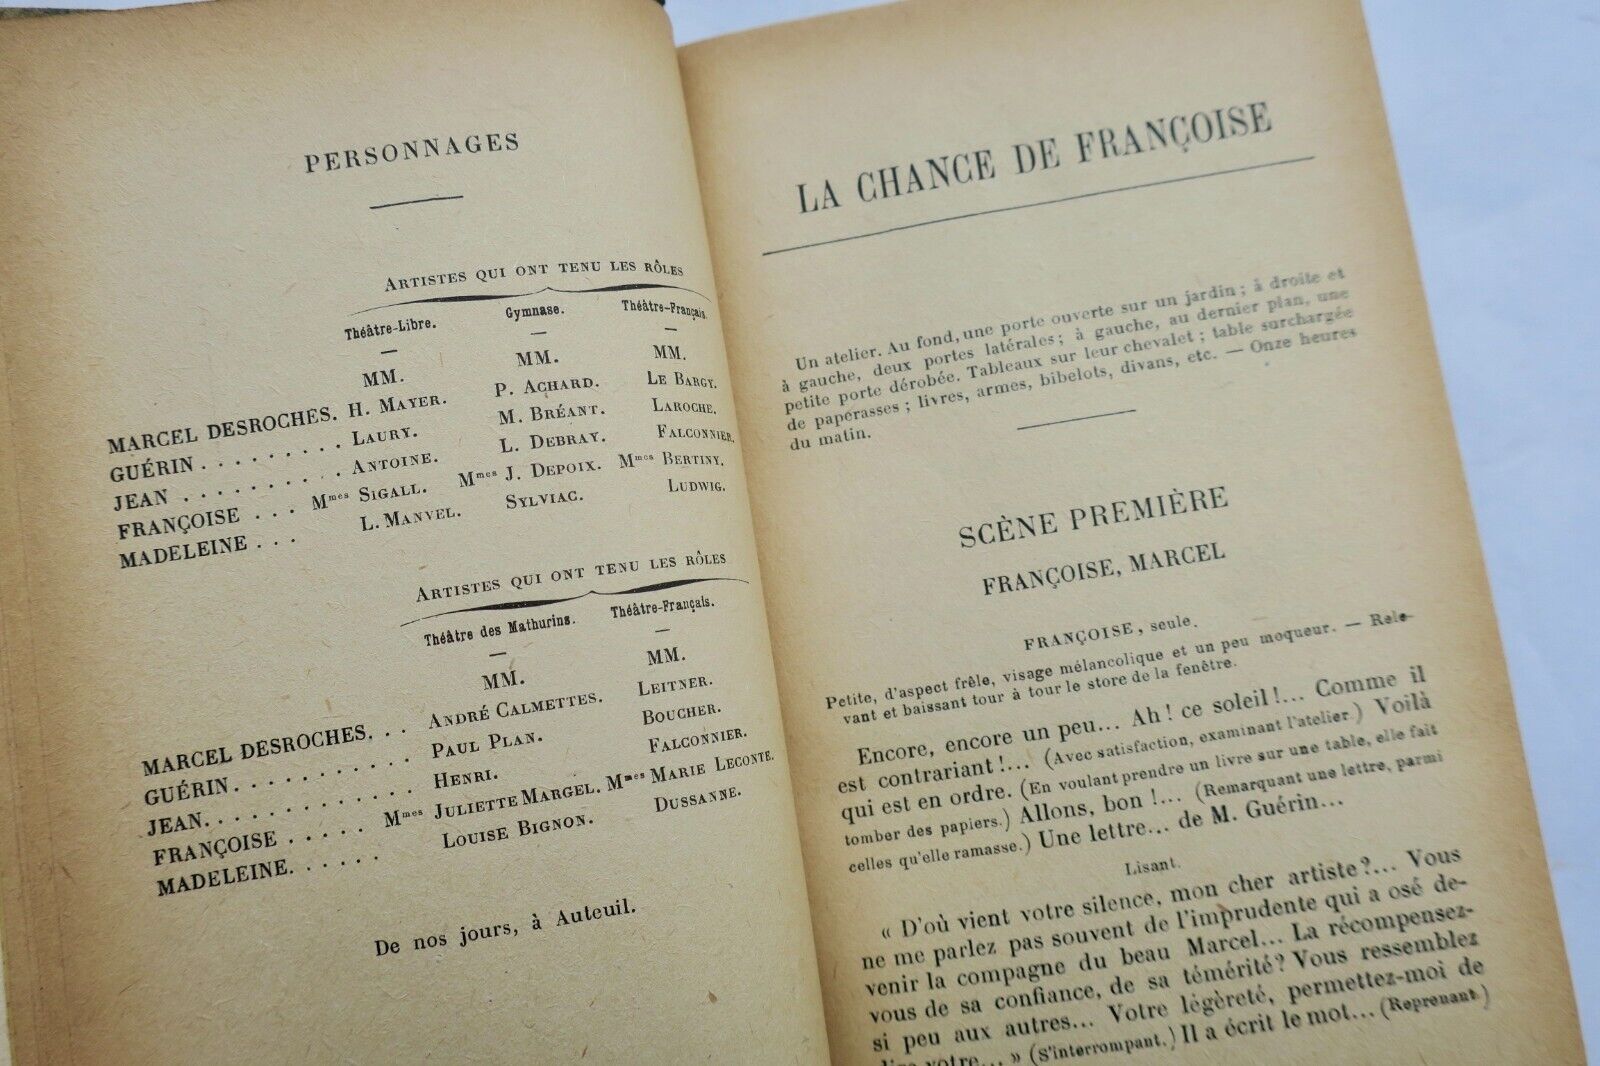 PERSONNAGES
ARTISTES QUI ONT TENU LES RÔLES
Théâtre-Libre. Gymnase. Théâtre-Français.
MM. MM. MM.
MARCEL DESROCHES. H. MAYER. P. ACHARD. LE BARGY.
GUÉRIN . . . . . . . . . LAURY. M. BRÉANT. LAROCHE.
JEAN . . . . . . . . . . ANTOINE. L. DEBRAY. FALCONNIER.
FRANÇOISE . . . Mmes SIGALL. Mmes J. DEPOIX. Mmes BERTINY.
MADELEINE . . . L. MANVEL. SYLVIAC. LUDWIG.
ARTISTES QUI ONT TENU LES RÔLES
Théâtre des Mathurins. Théâtre-Français.
MM. MM.
MARCEL DESROCHES. . . ANDRÉ CALMETTES. LEITNER.
GUÉRIN. . . . . . . . . . . PAUL PLAN. BOUCHER.
JEAN. . . . . . . . . . . . . HENRI. FALCONNIER.
FRANÇOISE . . . . . Mmes JULIETTE MARGEL. Mmes MARIE LECONTE.
MADELEINE. . . . . . LOUISE BIGNON. DUSSANNE.
De nos jours, à Auteuil.
LA CHANCE DE FRANÇOISE
Un atelier. Au fond, une porte ouverte sur un jardin ; à droite et
à gauche, deux portes latérales ; à gauche, au dernier plan, une
petite porte dérobée. Tableaux sur leur chevalet ; table surchargée
de paperasses ; livres, armes, bibelots, divans, etc. — Onze heures
du matin.
SCÈNE PREMIÈRE
FRANÇOISE, MARCEL
FRANÇOISE, seule.
Petite, d'aspect frêle, visage mélancolique et un peu moqueur. — Rele-
vant et baissant tour à tour le store de la fenêtre.
Encore, encore un peu... Ah ! ce soleil !... Comme il
est contrariant !... (Avec satisfaction, examinant l'atelier.) Voilà
qui est en ordre. (En voulant prendre un livre sur une table, elle fait
tomber des papiers.) Allons, bon !... (Remarquant une lettre, parmi
celles qu'elle ramasse.) Une lettre... de M. Guérin...
Lisant.
« D'où vient votre silence, mon cher artiste ?... Vous
ne me parlez pas souvent de l'imprudente qui a osé de-
venir la compagne du beau Marcel... La récompensez-
vous de sa confiance, de sa témérité ? Vous ressemblez
si peu aux autres... Votre légèreté, permettez-moi de
dire votre... » (S'interrompant.) Il a écrit le mot... (Reprenant.)